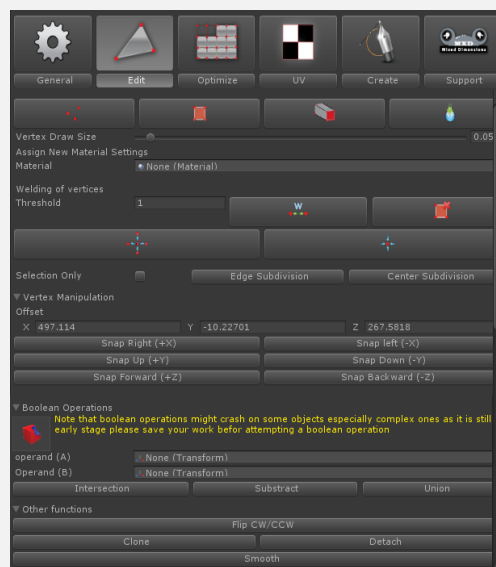 MXD
Mixed Dimensions
General Edit Optimize UV Create Support
Vertex Draw Size 0.05
Assign New Material Settings
Material None (Material)
Welding of vertices
Threshold 1 W
Selection Only Edge Subdivision Center Subdivision
Vertex Manipulation
Offset
X 497.114 Y -10.22701 Z 267.5818
Snap Right (+X) Snap left (-X)
Snap Up (+Y) Snap Down (-Y)
Snap Forward (+Z) Snap Backward (-Z)
Boolean Operations
Note that boolean operations might crash on some objects especially complex ones as it is still
early stage please save your work befor attempting a boolean operation
operand (A) None (Transform)
Operand (B) None (Transform)
Intersection Substract Union
Other functions
Flip CW/CCW
Clone Detach
Smooth